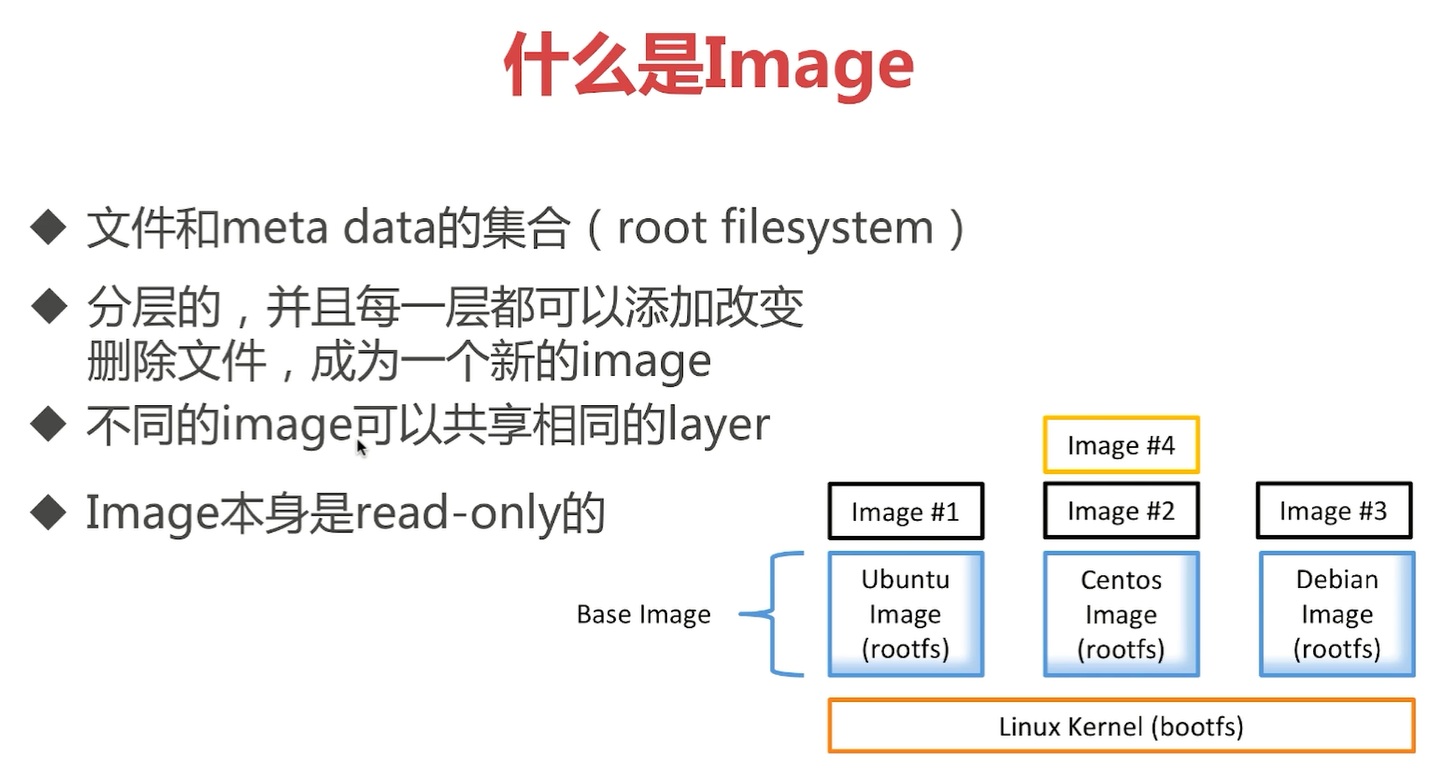 什么是Image
◆ 文件和meta data的集合（root filesystem）
◆ 分层的，并且每一层都可以添加改变
删除文件，成为一个新的image
◆ 不同的image可以共享相同的layer
◆ Image本身是read-only的
Image #4
Image #1
Image #2
Image #3
Base Image
Ubuntu
Image
(rootfs)
Centos
Image
(rootfs)
Debian
Image
(rootfs)
Linux Kernel (bootfs)